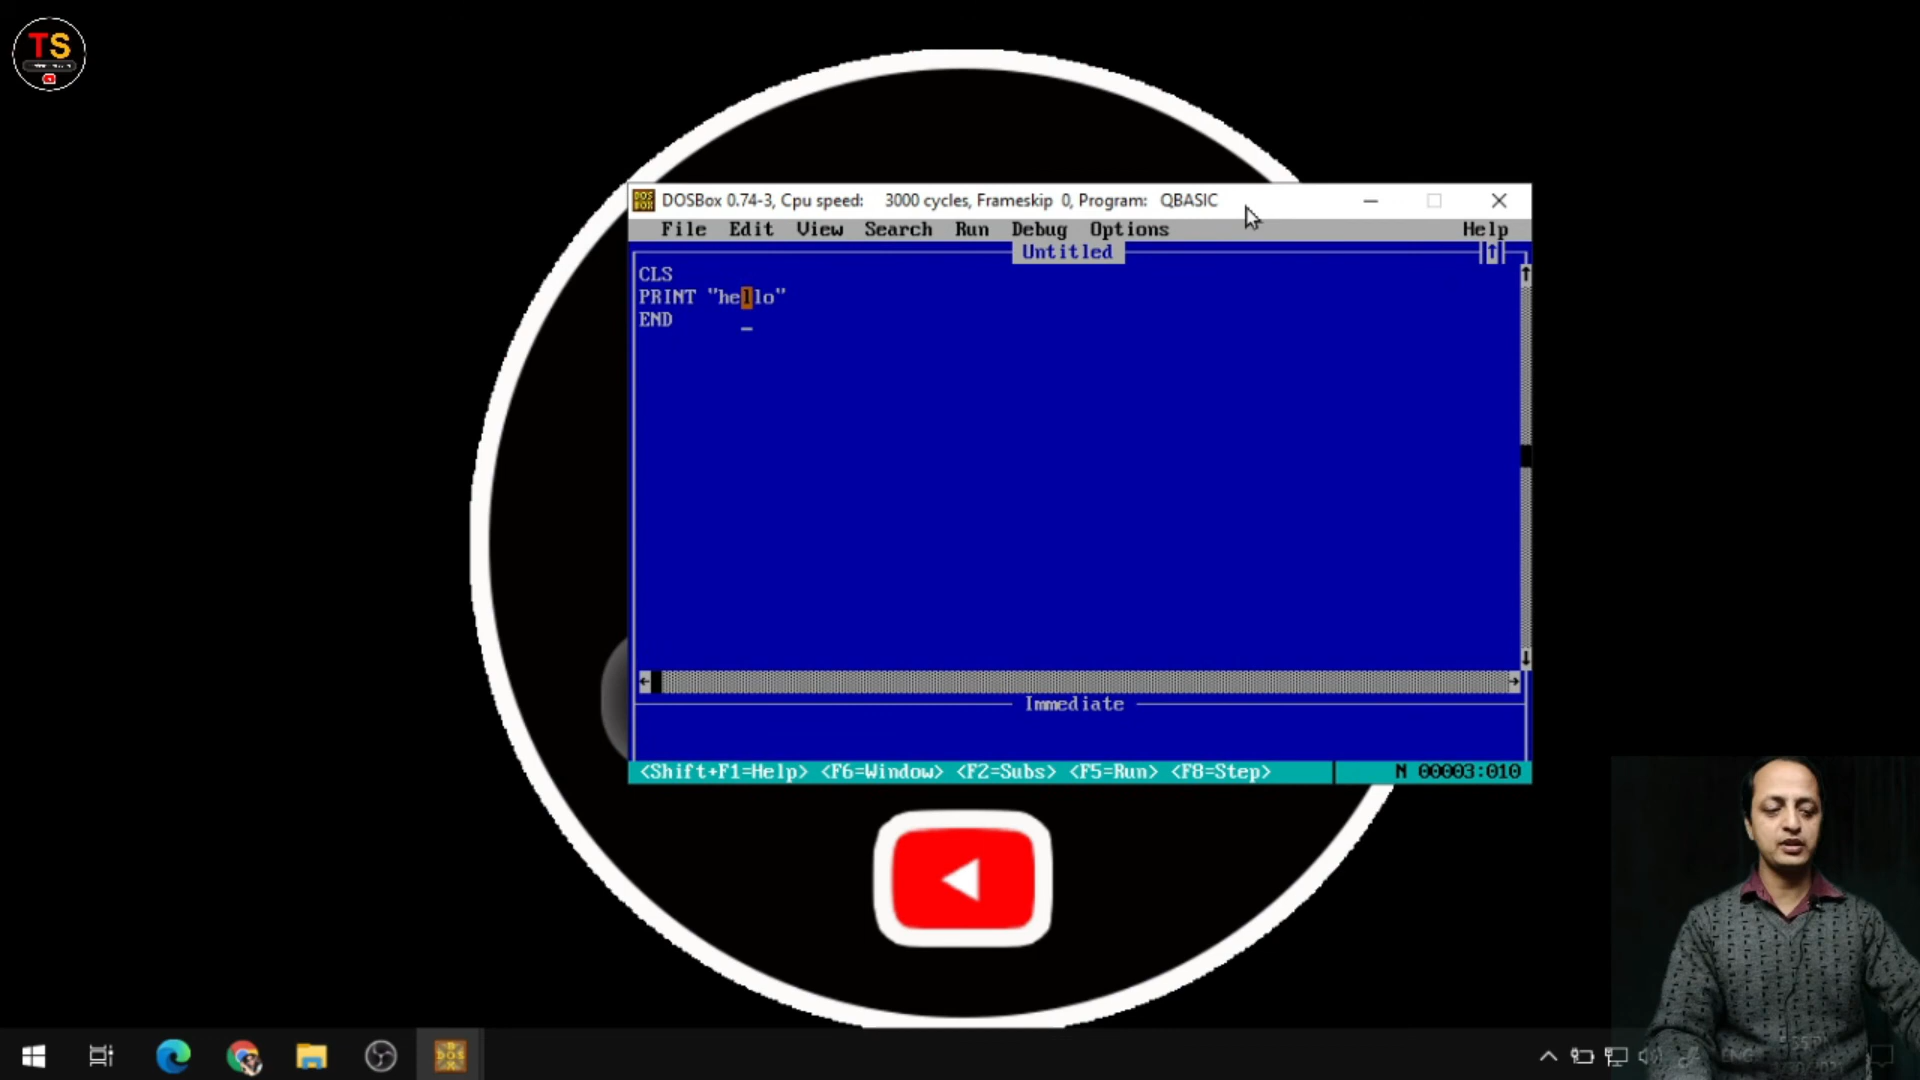 TS
DOSBox 0.74-3, Cpu speed:    3000 cycles, Frameskip  0, Program:   QBASIC
File  Edit  View  Search  Run  Debug  Options  Help
Untitled
CLS
PRINT "hello"
END
Immediate
<Shift+F1=Help> <F6=Window> <F2=Subs> <F5=Run> <F8=Step>  N 00003:010
DOS
ENG